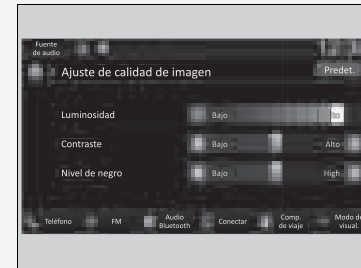 Fuente
de audio
Ajuste de calidad de imagen
Predet.
Luminosidad
Bajo
Alto
Contraste
Bajo
Alto
Nivel de negro
Bajo
High
Teléfono
FM
Audio
Bluetooth
Conectar
Comp.
de viaje
Modo de
visual.